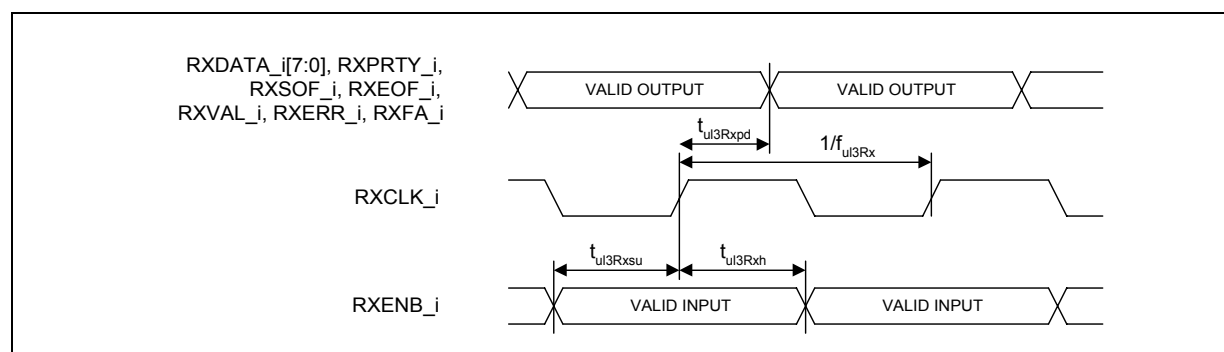 RXDATA_i[7:0], RXPRTY_i,
RXSOF_i, RXEOF_i,
RXVAL_i, RXERR_i, RXFA_i
VALID OUTPUT
VALID OUTPUT
tul3Rxpd
1/ful3Rx
RXCLK_i
tul3Rxsu
tul3Rxh
RXENB_i
VALID INPUT
VALID INPUT